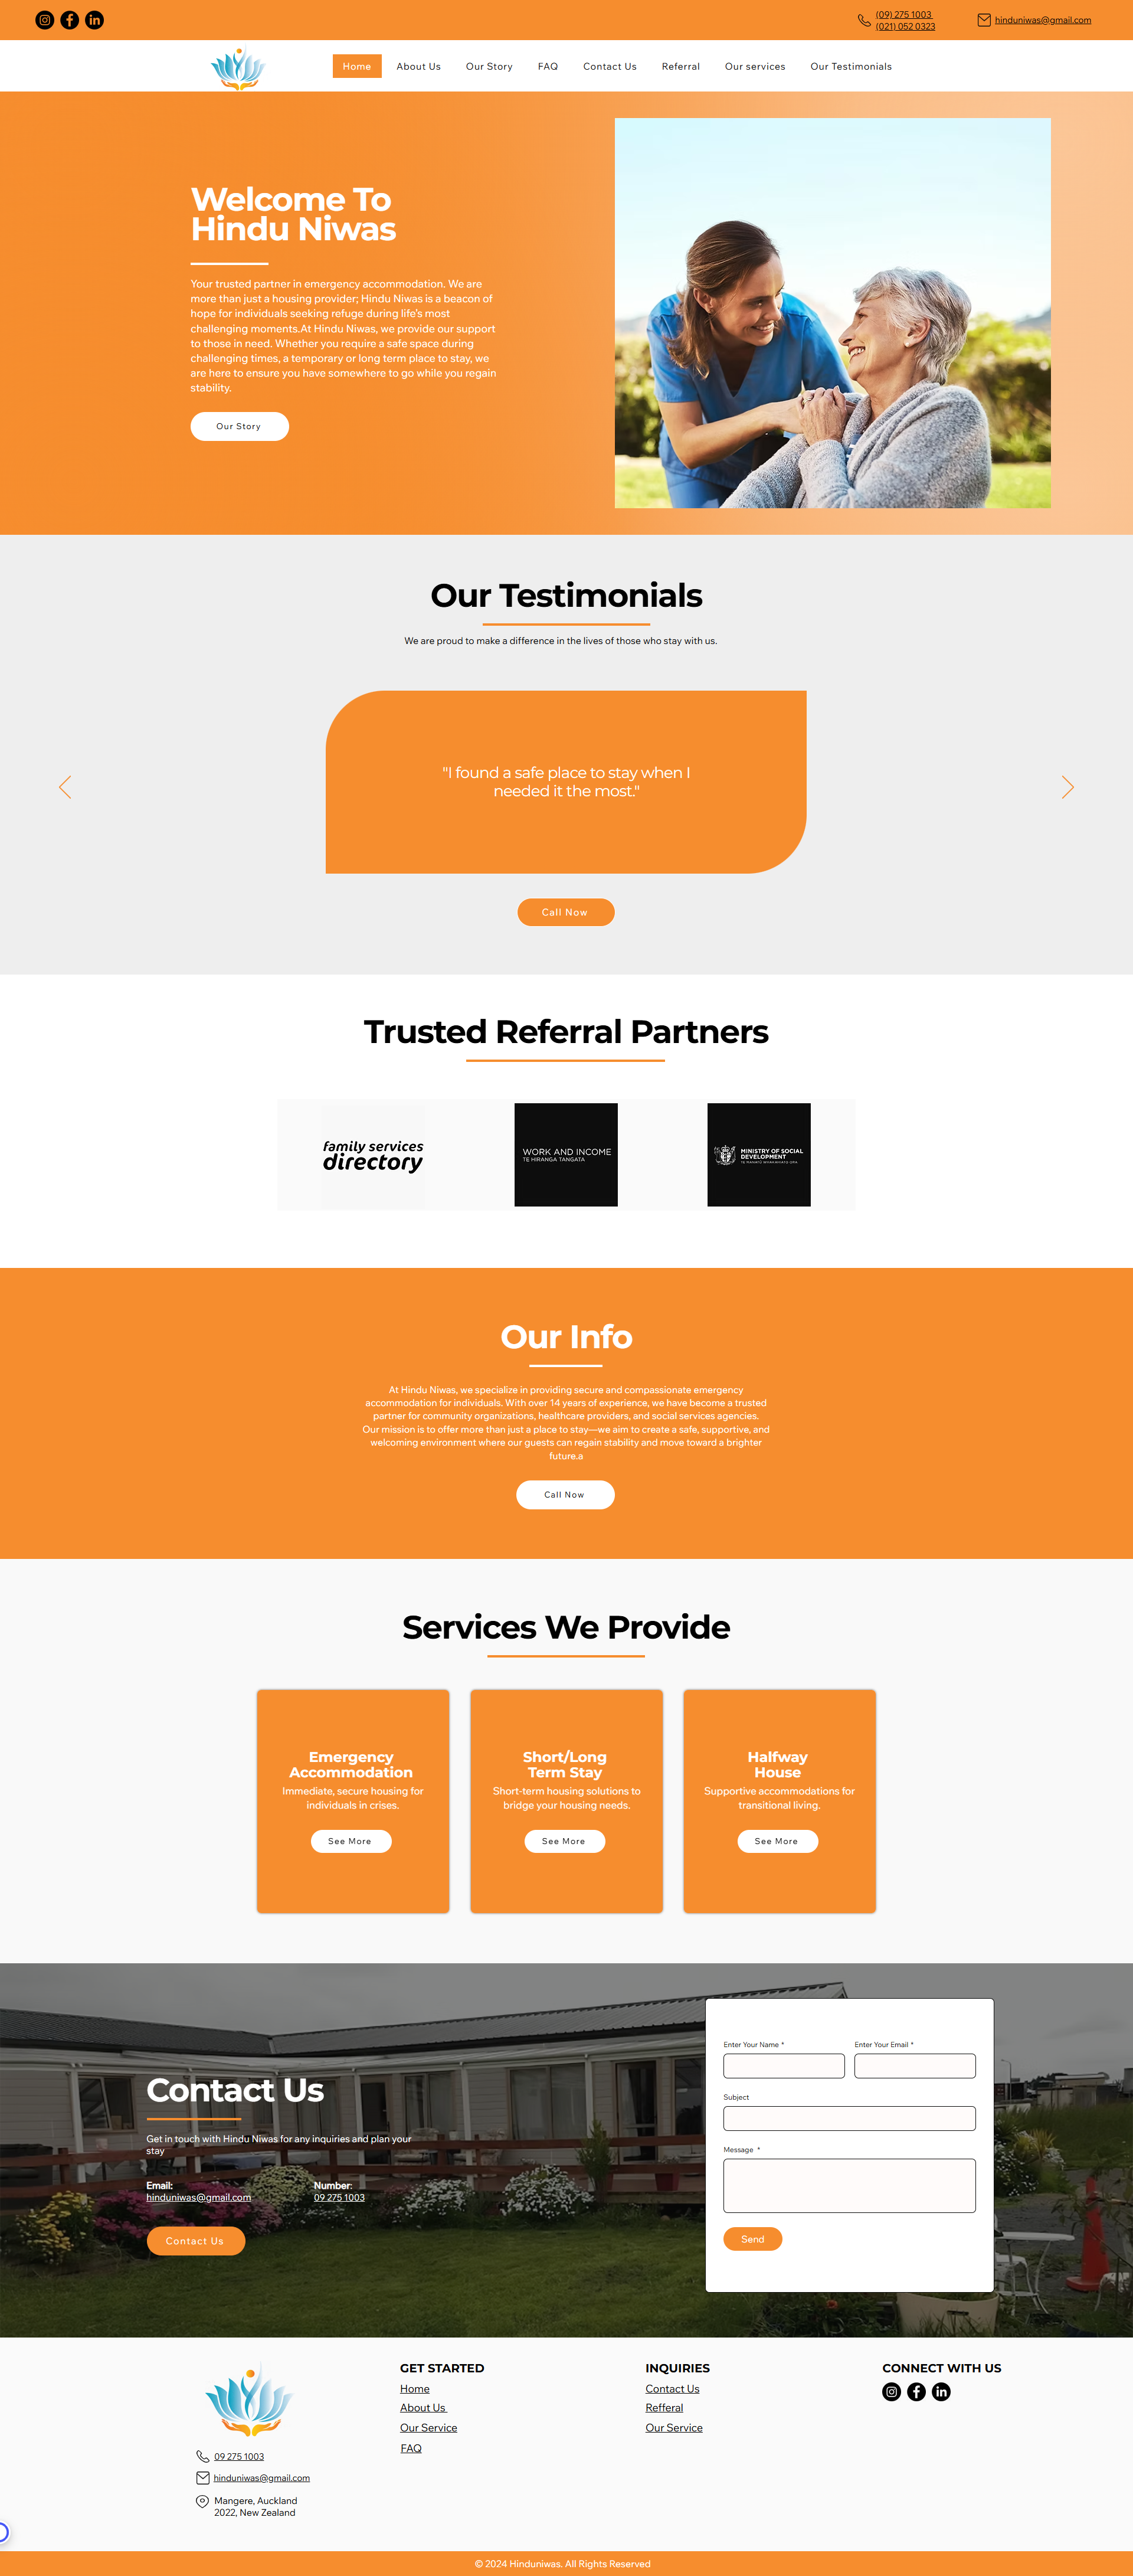 (09) 275 1003
(021) 052 0323
hinduniwas@gmail.com
Home
About Us
Our Story
FAQ
Contact Us
Referral
Our services
Our Testimonials
Welcome To
Hindu Niwas
Your trusted partner in emergency accommodation. We are
more than just a housing provider; Hindu Niwas is a beacon of
hope for individuals seeking refuge during life's most
challenging moments.At Hindu Niwas, we provide our support
to those in need. Whether you require a safe space during
challenging times, a temporary or long term place to stay, we
are here to ensure you have somewhere to go while you regain
stability.
Our Story
Our Testimonials
We are proud to make a difference in the lives of those who stay with us.
"I found a safe place to stay when I
needed it the most."
Call Now
Trusted Referral Partners
family services
directory
WORK AND INCOME
TE HIRANGA TANGATA
MINISTRY OF SOCIAL
DEVELOPMENT
TE MANATŪ WHAKAHIATO ORA
Our Info
At Hindu Niwas, we specialize in providing secure and compassionate emergency
accommodation for individuals. With over 14 years of experience, we have become a trusted
partner for community organizations, healthcare providers, and social services agencies.
Our mission is to offer more than just a place to stay—we aim to create a safe, supportive, and
welcoming environment where our guests can regain stability and move toward a brighter
future.a
Call Now
Services We Provide
Emergency
Accommodation
Immediate, secure housing for
individuals in crises.
See More
Short/Long
Term Stay
Short-term housing solutions to
bridge your housing needs.
See More
Halfway
House
Supportive accommodations for
transitional living.
See More
Contact Us
Get in touch with Hindu Niwas for any inquiries and plan your
stay
Email:
hinduniwas@gmail.com
Number:
09 275 1003
Contact Us
Enter Your Name *
Enter Your Email *
Subject
Message *
Send
09 275 1003
hinduniwas@gmail.com
Mangere, Auckland
2022, New Zealand
GET STARTED
Home
About Us
Our Service
FAQ
INQUIRIES
Contact Us
Refferal
Our Service
CONNECT WITH US
© 2024 Hinduniwas. All Rights Reserved